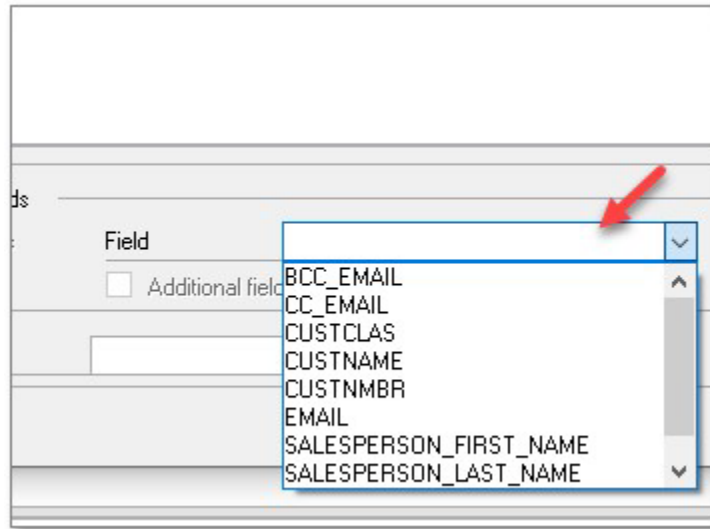 ds
Field
Additional field
BCC_EMAIL
CC_EMAIL
CUSTCLAS
CUSTNAME
CUSTNMBR
EMAIL
SALESPERSON_FIRST_NAME
SALESPERSON_LAST_NAME